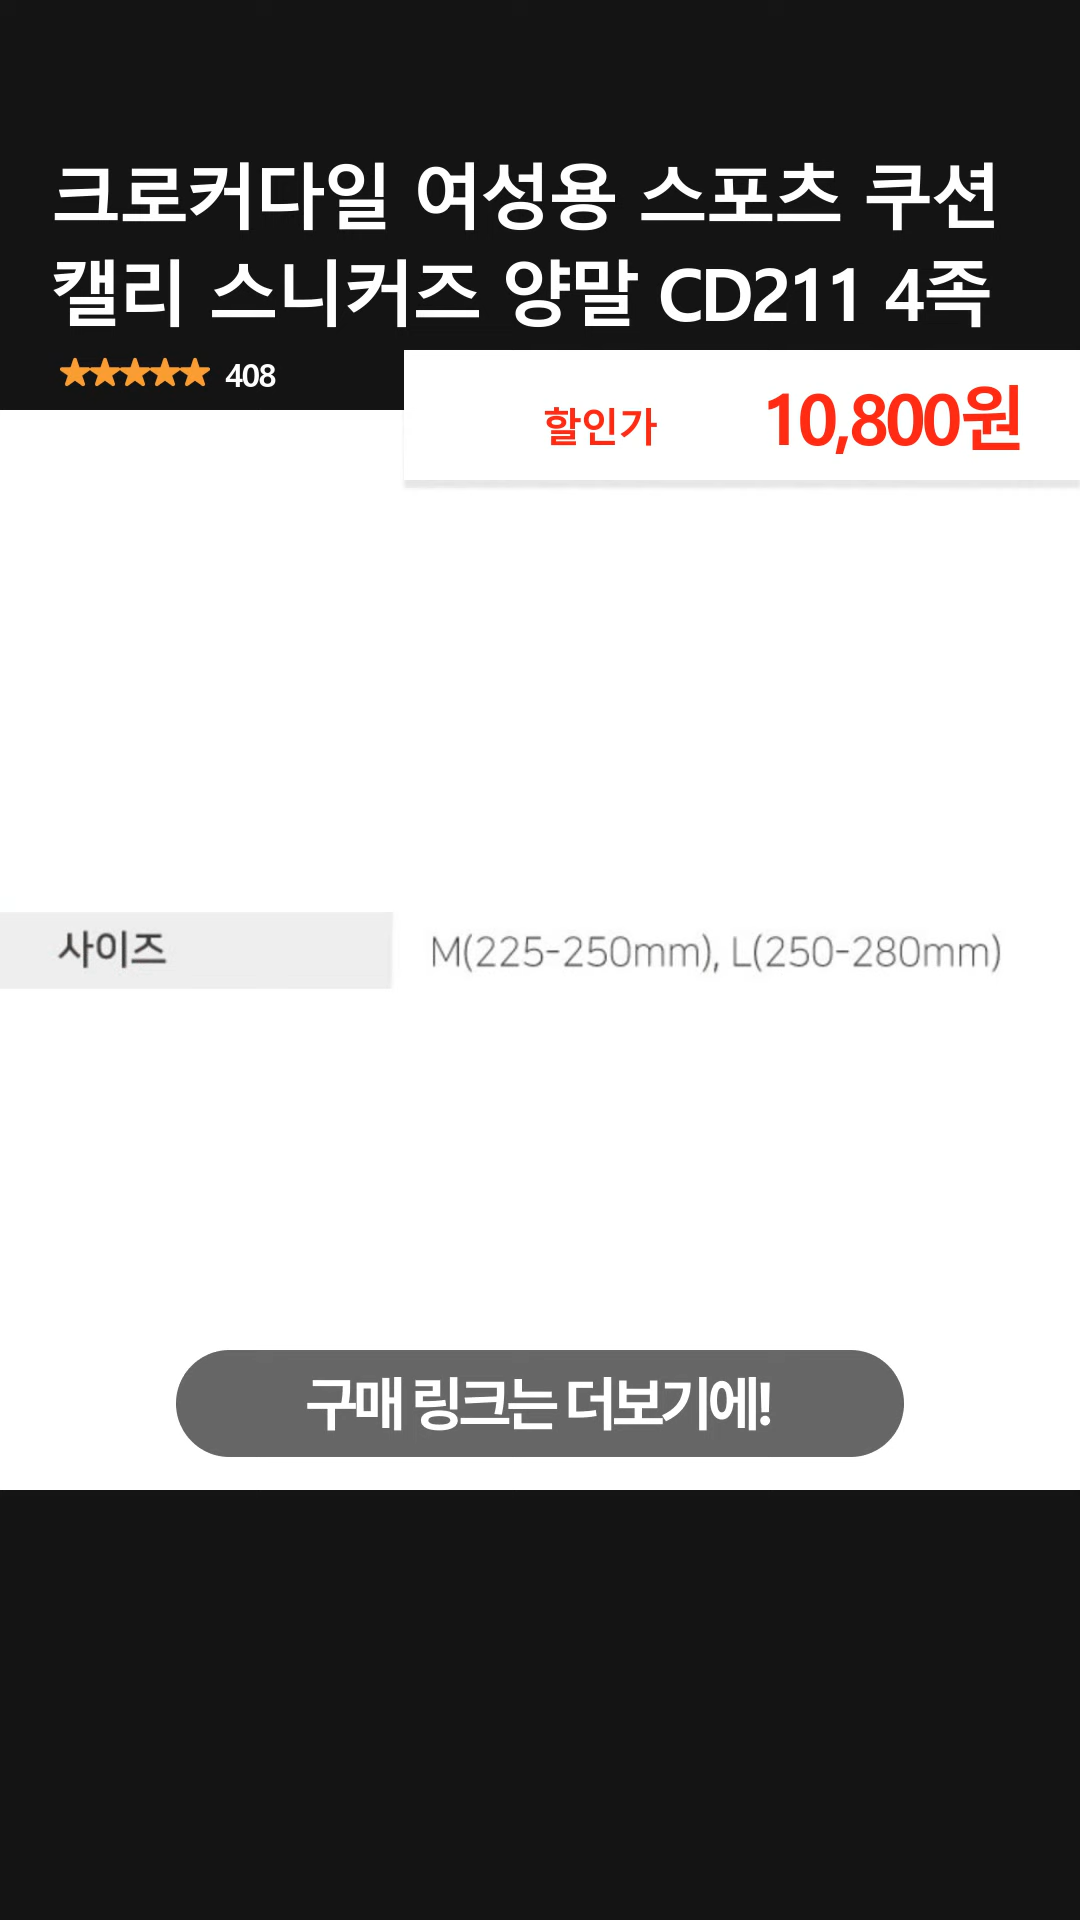 크로커다일 여성용 스포츠 쿠션
캘리 스니커즈 양말 CD211 4족
★★★★★ 408
할인가 10,800원
사이즈 M(225-250mm), L(250-280mm)
구매 링크는 더보기에!